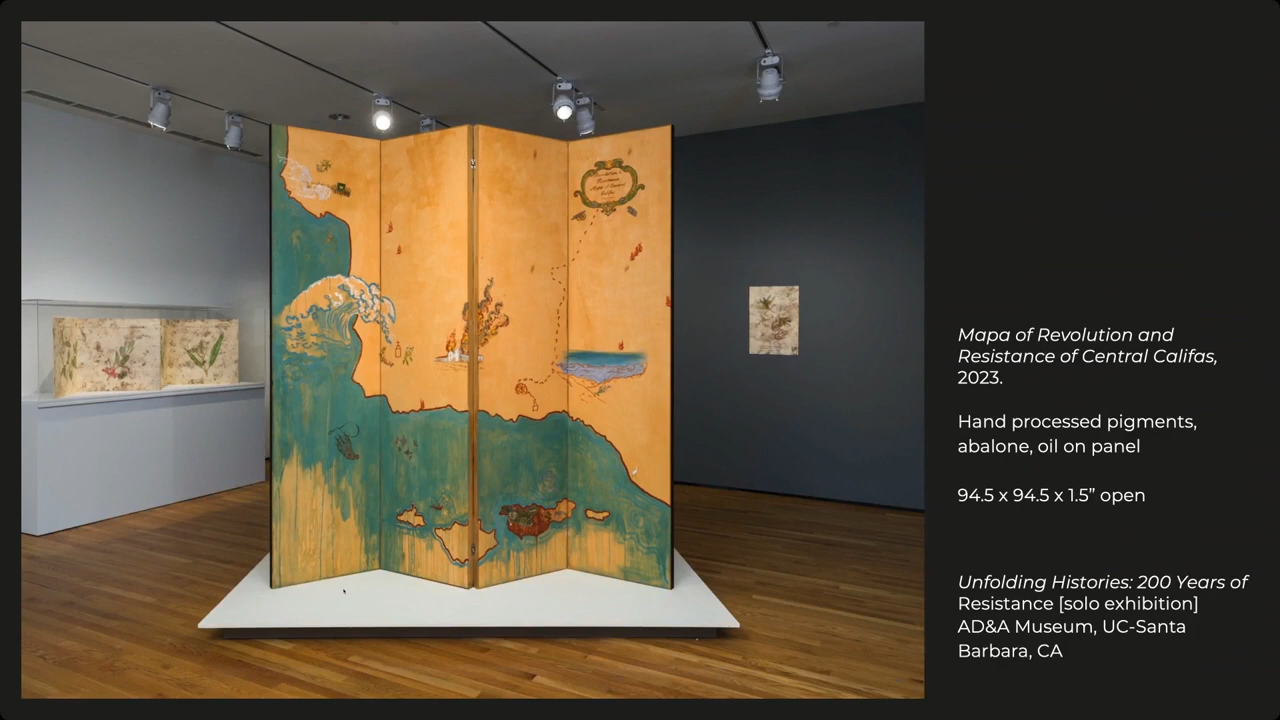 Mapa of Revolution and
Resistance of Central Califas,
2023.
Hand processed pigments,
abalone, oil on panel
94.5 x 94.5 x 1.5” open
Unfolding Histories: 200 Years of
Resistance [solo exhibition]
AD&A Museum, UC-Santa
Barbara, CA